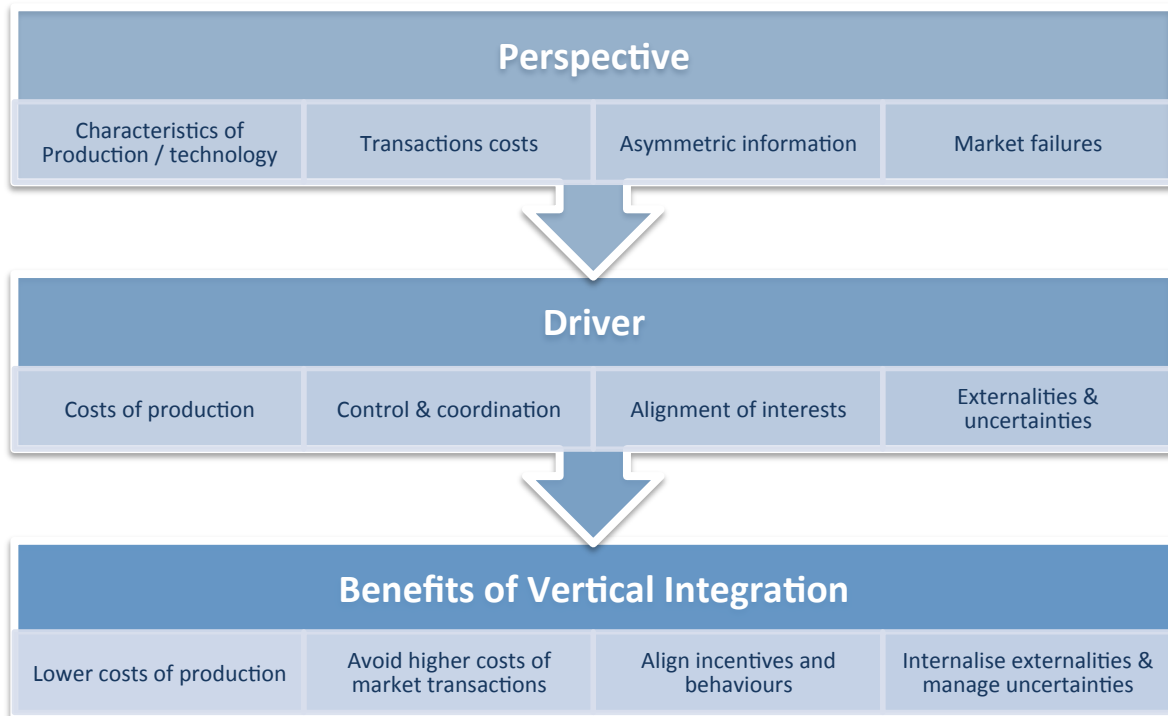 Perspective
Characteristics of
Production / technology
Transactions costs
Asymmetric information
Market failures
Driver
Costs of production
Control & coordination
Alignment of interests
Externalities &
uncertainties
Benefits of Vertical Integration
Lower costs of production
Avoid higher costs of
market transactions
Align incentives and
behaviours
Internalise externalities &
manage uncertainties